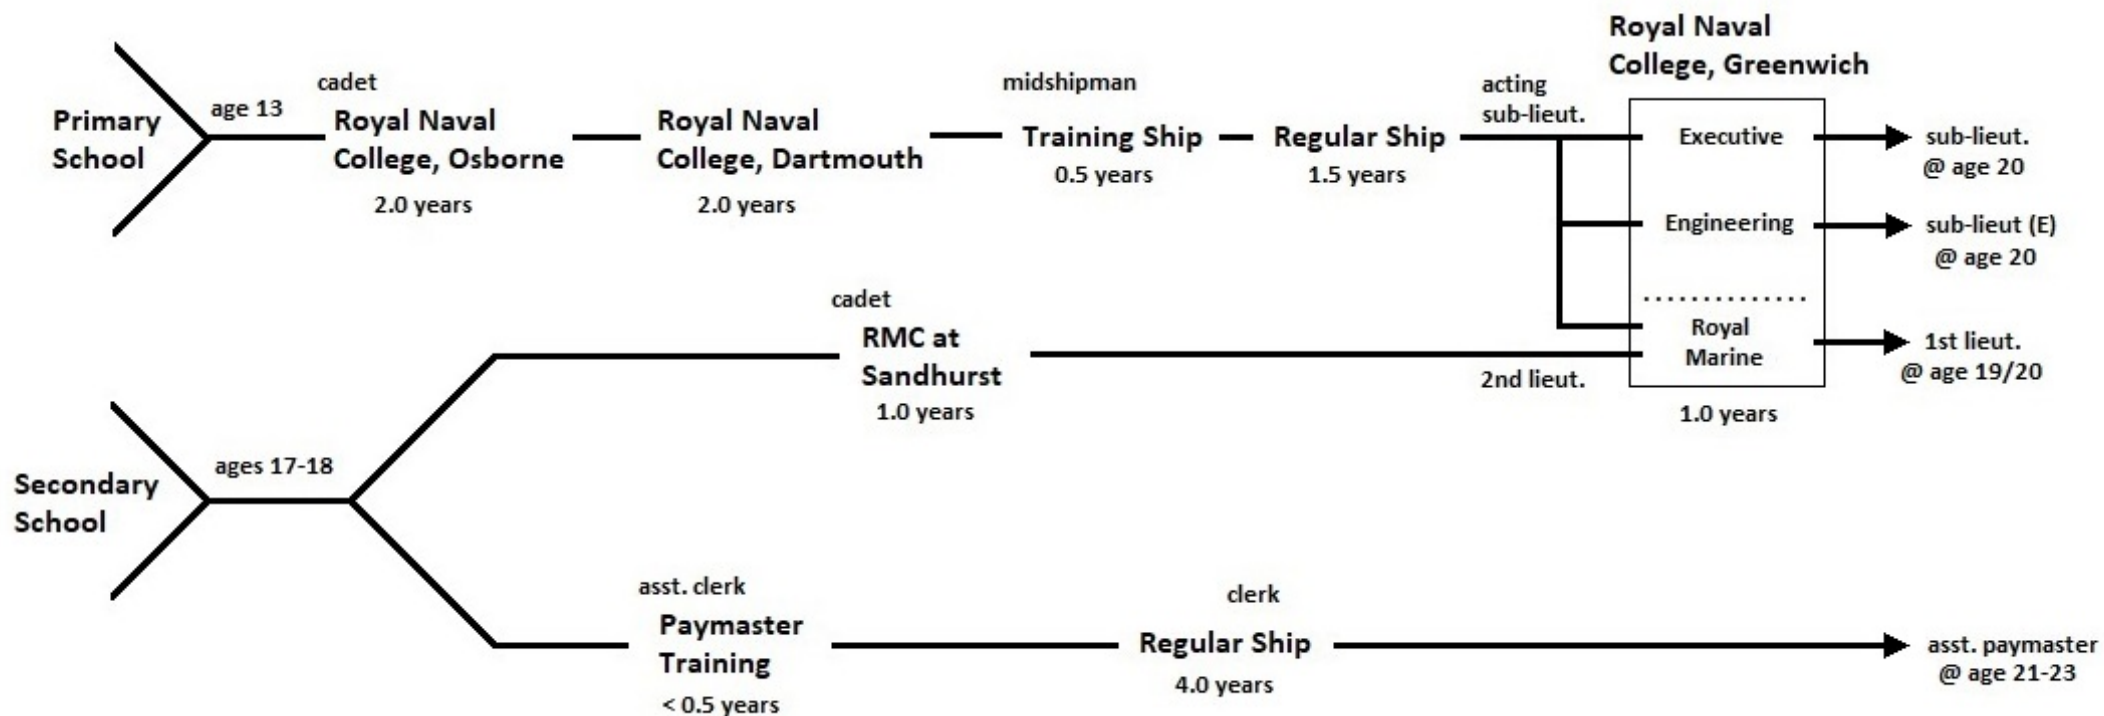 Primary
School
age 13
cadet
Royal Naval
College, Osborne
2.0 years
Royal Naval
College, Dartmouth
2.0 years
midshipman
Training Ship
0.5 years
Regular Ship
1.5 years
acting
sub-lieut.
Royal Naval
College, Greenwich
Executive
sub-lieut.
@ age 20
Engineering
sub-lieut (E)
@ age 20
Royal
Marine
1st lieut.
@ age 19/20
1.0 years
Secondary
School
ages 17-18
cadet
RMC at
Sandhurst
1.0 years
2nd lieut.
asst. clerk
Paymaster
Training
< 0.5 years
clerk
Regular Ship
4.0 years
asst. paymaster
@ age 21-23